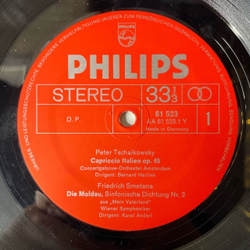 PHILIPS
STEREO 33 1/3
D.P.
61 523
AA 61 523.1 Y
Made in Germany
1
Peter Tschaikowsky
Capriccio Italien op. 45
Concertgebouw-Orchester Amsterdam
Dirigent: Bernard Haitink
Friedrich Smetana
Die Moldau, Sinfonische Dichtung Nr. 2
aus „Mein Vaterland"
Wiener Symphoniker
Dirigent: Karel Ančerl